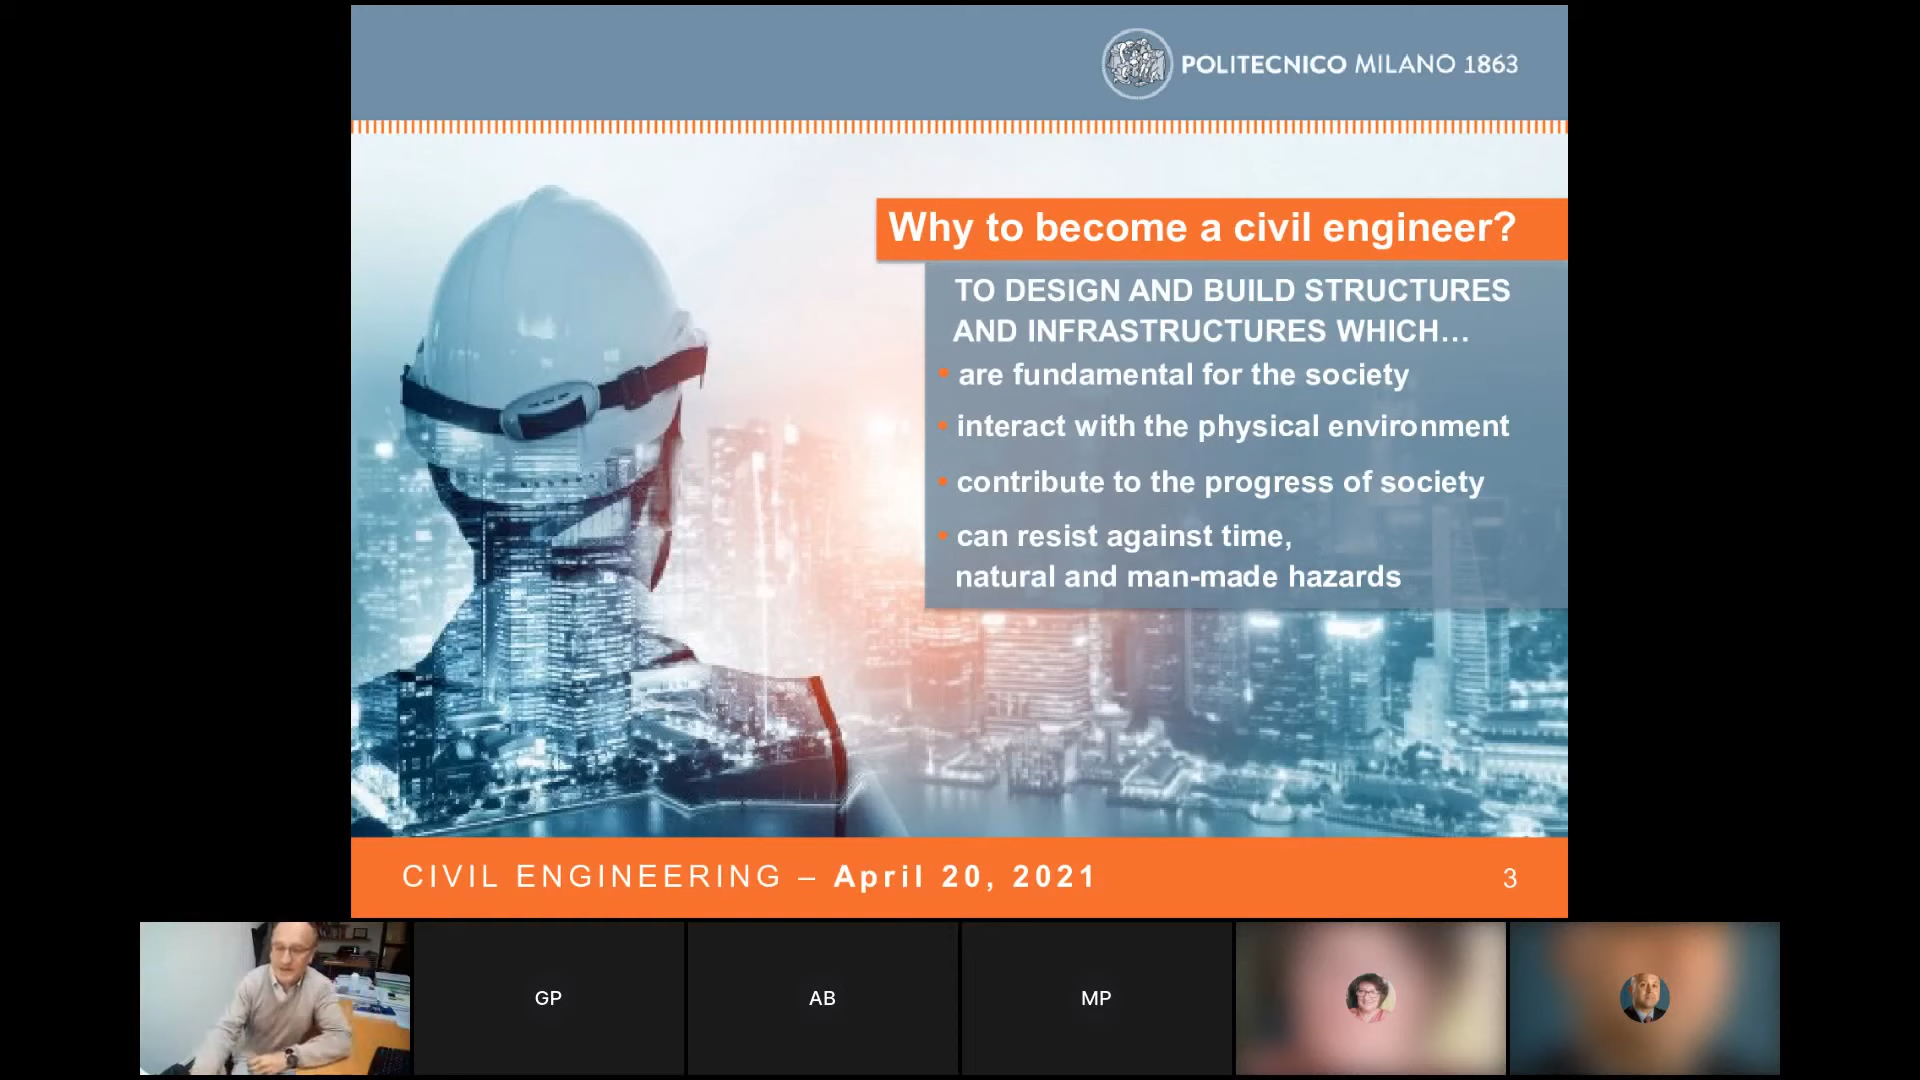 POLITECNICO MILANO 1863
Why to become a civil engineer?
TO DESIGN AND BUILD STRUCTURES
AND INFRASTRUCTURES WHICH...
• are fundamental for the society
• interact with the physical environment
• contribute to the progress of society
• can resist against time,
natural and man-made hazards
CIVIL ENGINEERING – April 20, 2021
3
GP
AB
MP